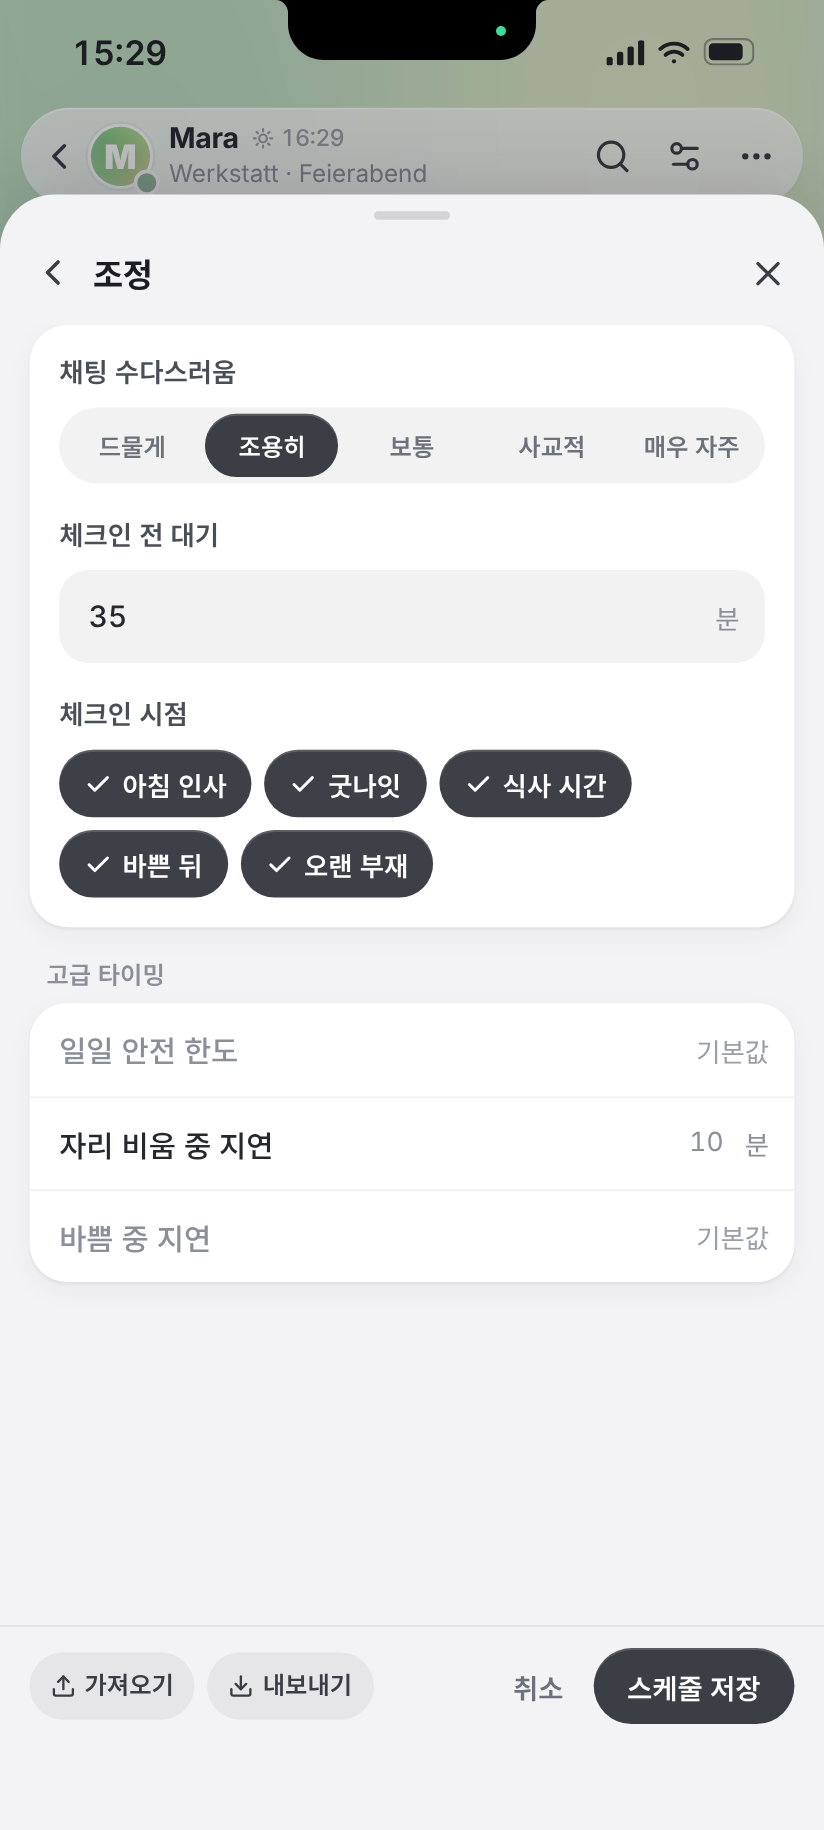 15:29
M
Mara 16:29
Werkstatt · Feierabend
조정
채팅 수다스러움
드물게 조용히 보통 사교적 매우 자주
체크인 전 대기
35 분
체크인 시점
아침 인사 굿나잇 식사 시간
바쁜 뒤 오랜 부재
고급 타이밍
일일 안전 한도 기본값
자리 비움 중 지연 10 분
바쁨 중 지연 기본값
가져오기 내보내기 취소 스케줄 저장